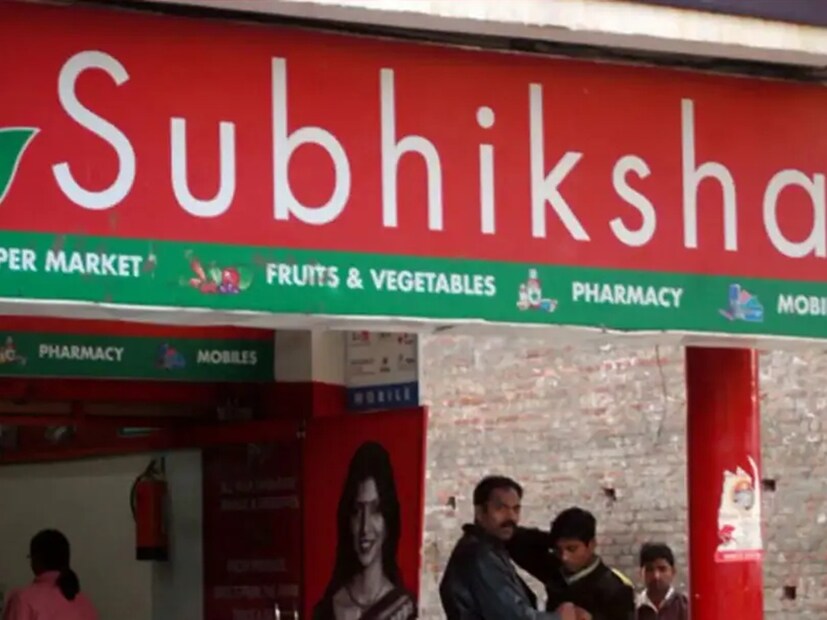 Subhiksha
PER MARKET FRUITS & VEGETABLES PHARMACY MOBI
PHARMACY MOBILES
MOBILE